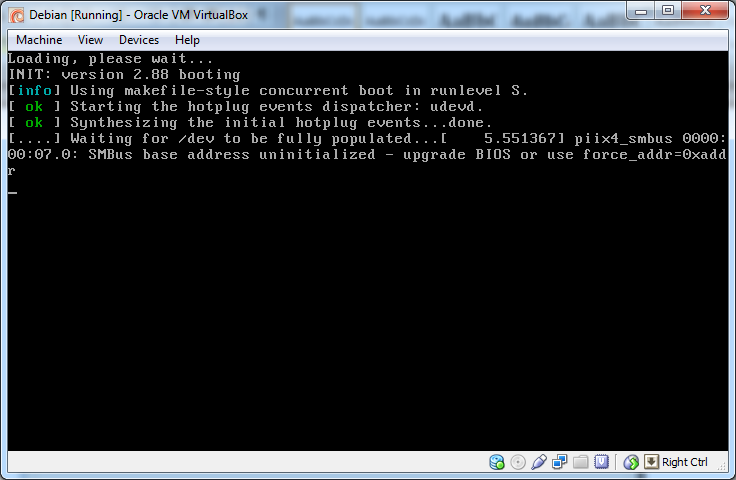 Debian [Running] - Oracle VM VirtualBox
Machine View Devices Help
Loading, please wait...
INIT: version 2.88 booting
[info] Using makefile-style concurrent boot in runlevel S.
[ ok ] Starting the hotplug events dispatcher: udevd.
[ ok ] Synthesizing the initial hotplug events...done.
[....] Waiting for /dev to be fully populated...[    5.551367] piix4_smbus 0000:
00:07.0: SMBus base address uninitialized - upgrade BIOS or use force_addr=0xadd
r
Right Ctrl